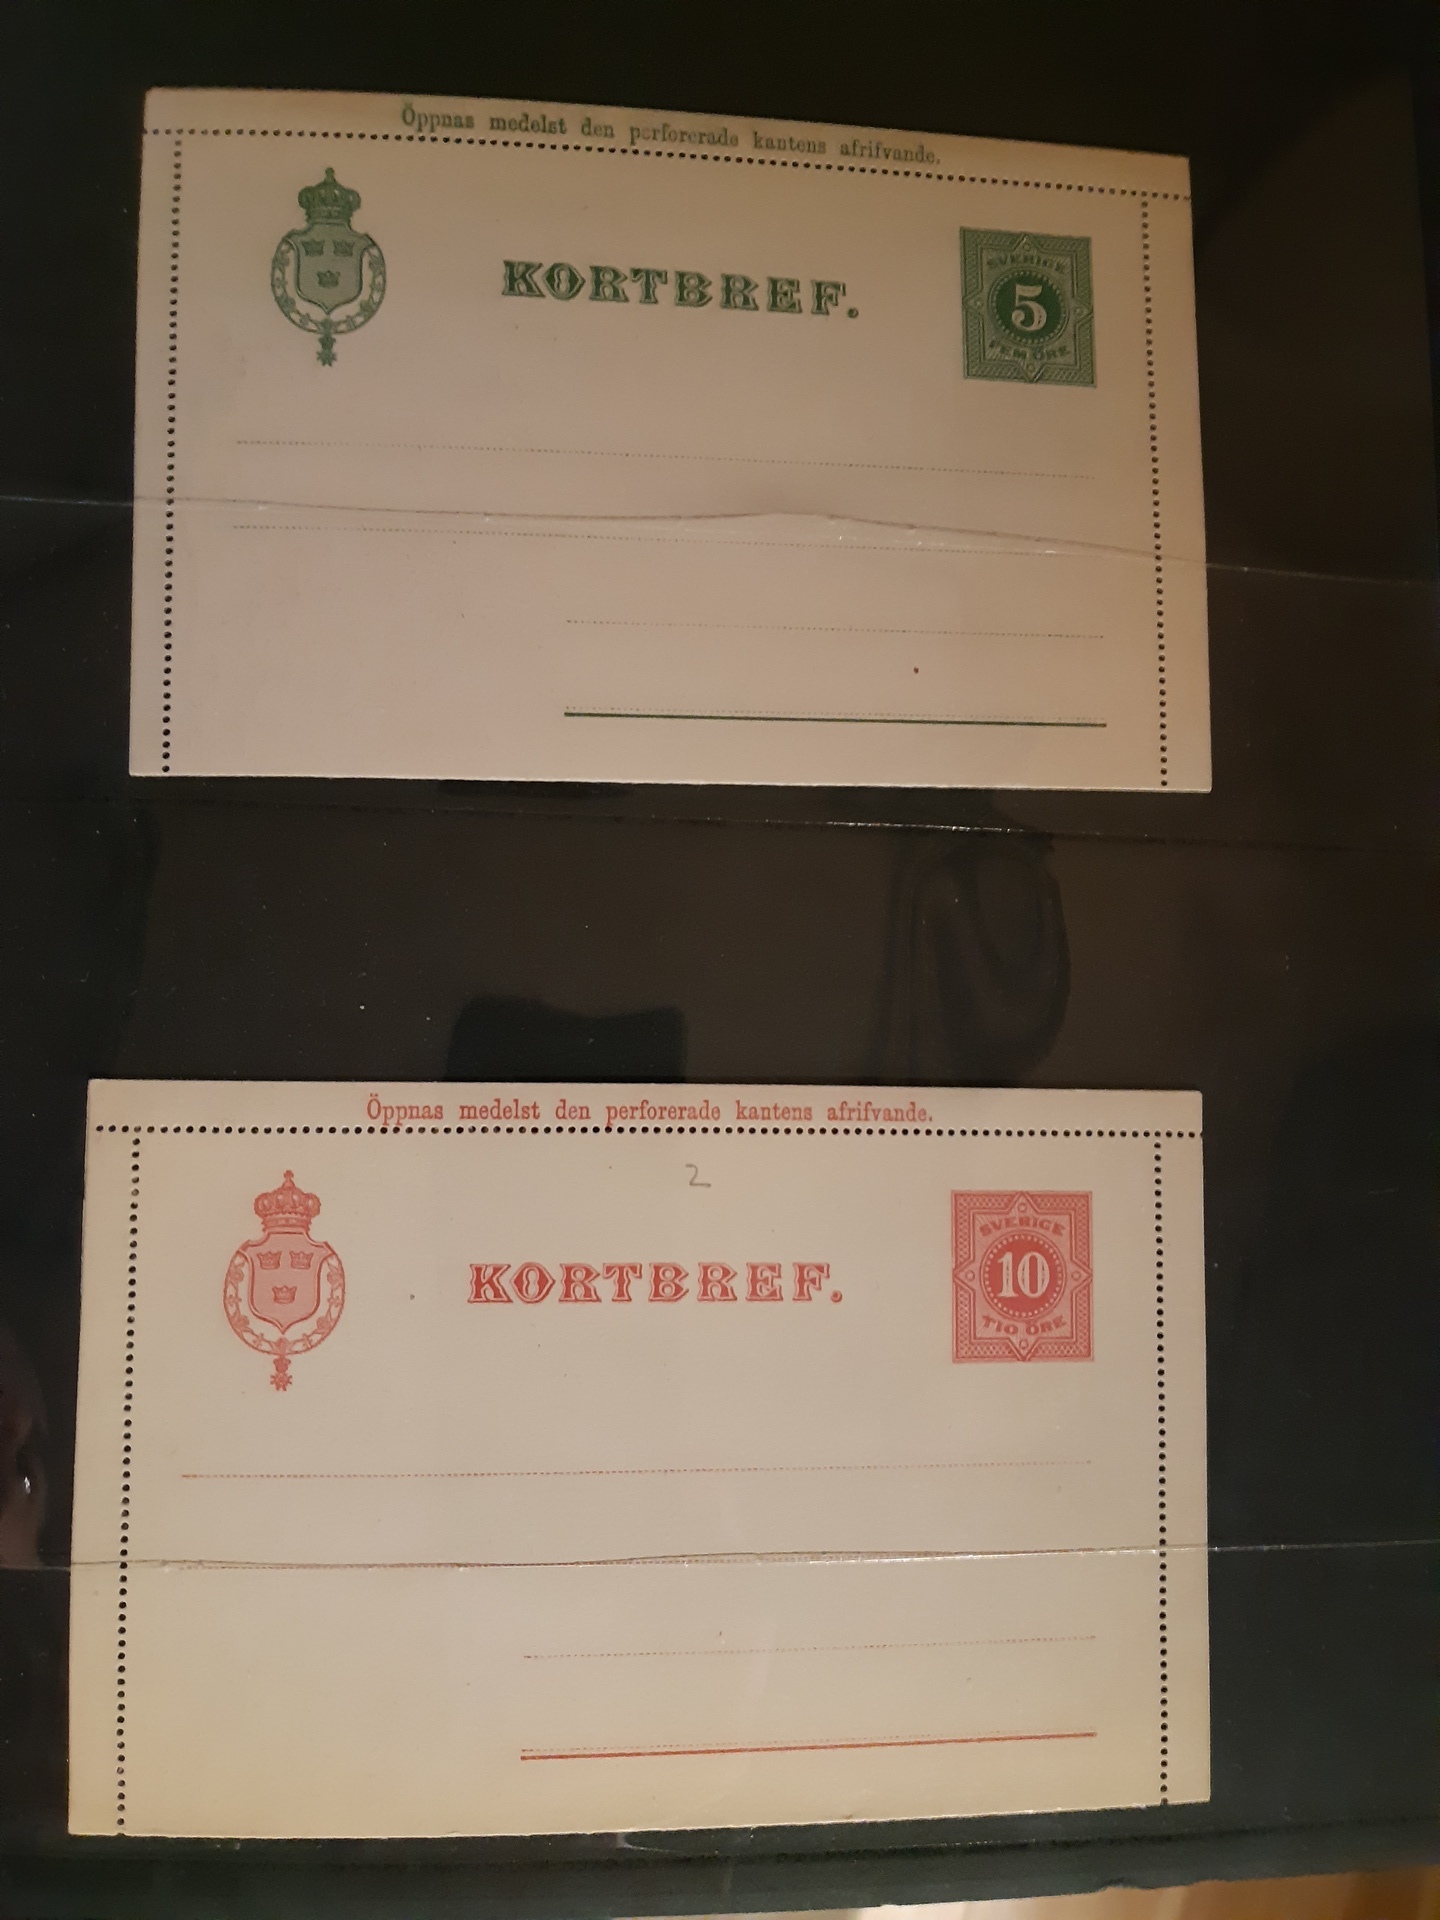 Öppnas medelst den perforerade kantens afrifvande.
KORTBREF.
SVERIGE
5
FEM ÖRE
Öppnas medelst den perforerade kantens afrifvande.
2
KORTBREF.
SVERIGE
10
TIO ÖRE